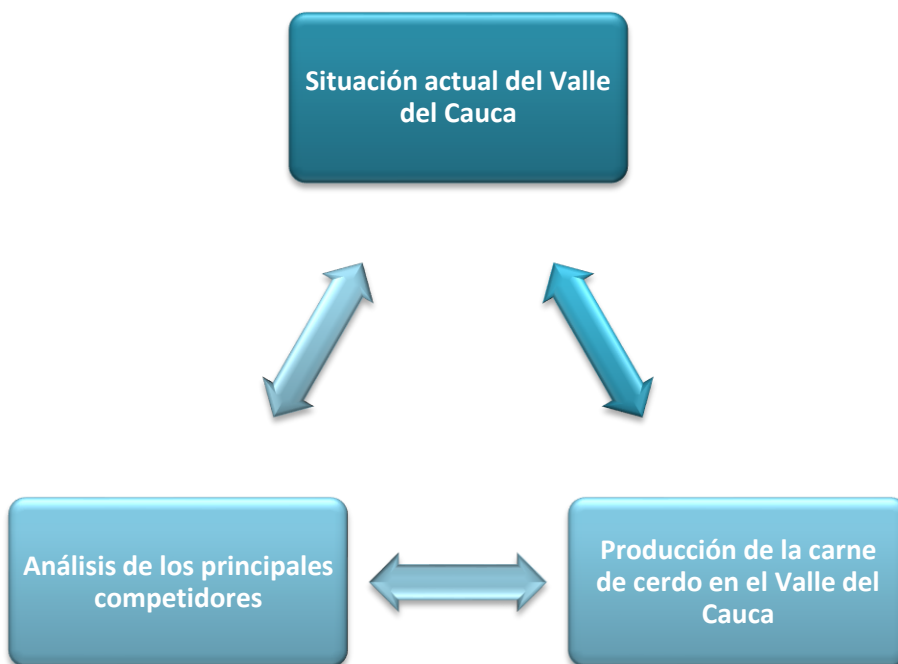 Situación actual del Valle
del Cauca
Análisis de los principales
competidores
Producción de la carne
de cerdo en el Valle del
Cauca